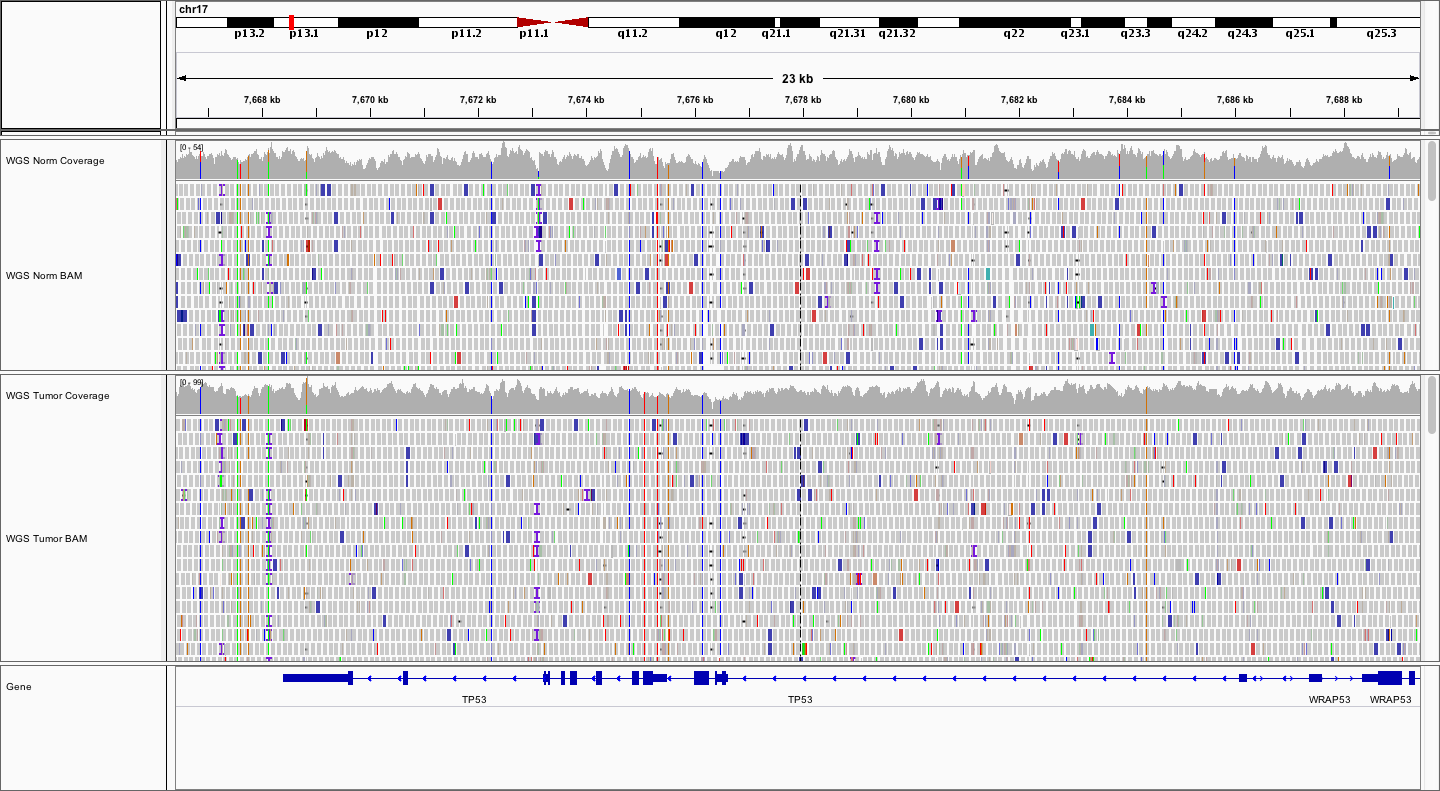 chr17
p13.2 p13.1 p12 p11.2 p11.1 q11.2 q12 q21.1 q21.31 q21.32 q22 q23.1 q23.3 q24.2 q24.3 q25.1 q25.3
23 kb
7,668 kb 7,670 kb 7,672 kb 7,674 kb 7,676 kb 7,678 kb 7,680 kb 7,682 kb 7,684 kb 7,686 kb 7,688 kb
[0 - 54]
WGS Norm Coverage
WGS Norm BAM
[0 - 99]
WGS Tumor Coverage
WGS Tumor BAM
Gene
TP53 TP53 WRAP53 WRAP53